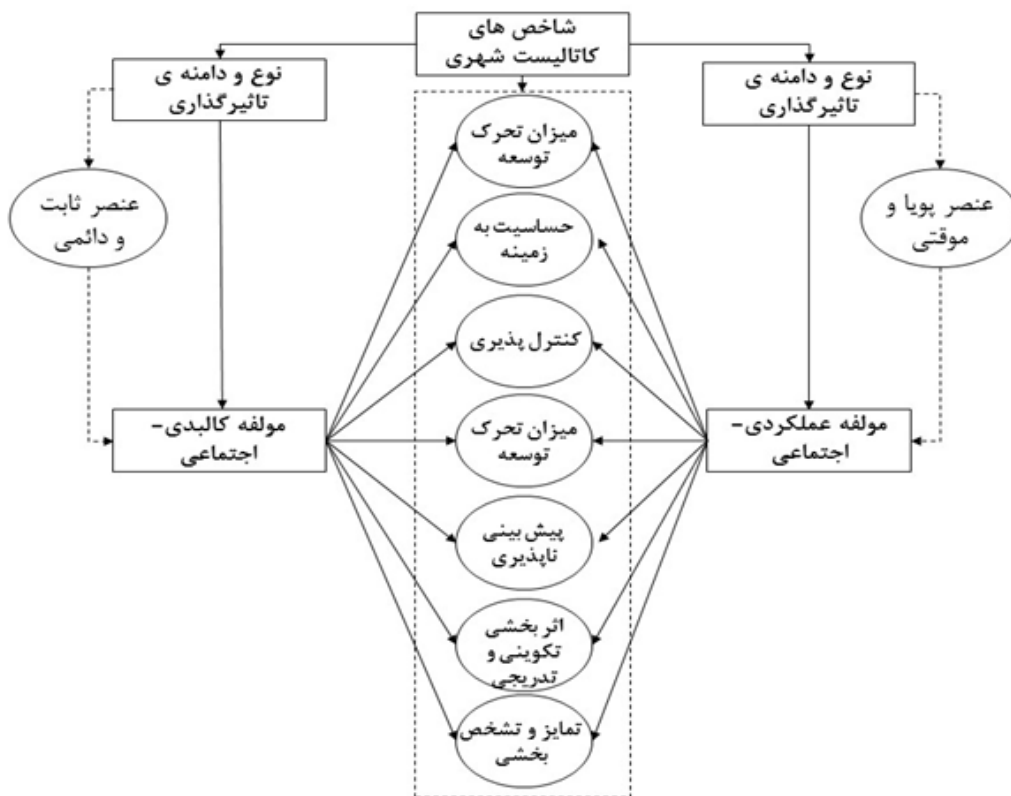 شاخص های
کاتالیست شهری
نوع و دامنه ی
تاثیرگذاری
نوع و دامنه ی
تاثیرگذاری
عنصر پویا و
موقتی
عنصر ثابت
و دائمی
میزان تحرک
توسعه
حساسیت به
زمینه
کنترل پذیری
میزان تحرک
توسعه
پیش بینی
ناپذیری
اثر بخشی
تکوینی و
تدریجی
تمایز و تشخص
بخشی
مولفه عملکردی-
اجتماعی
مولفه کالبدی-
اجتماعی